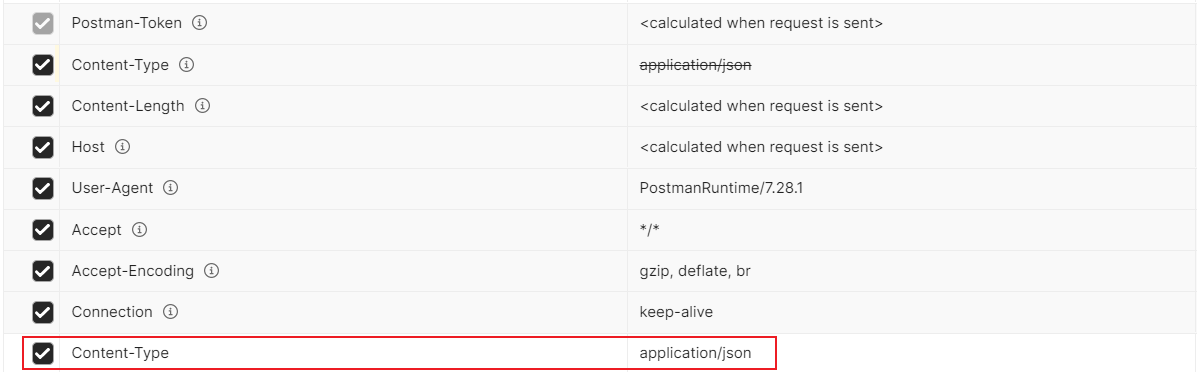 Postman-Token <calculated when request is sent>
Content-Type application/json
Content-Length <calculated when request is sent>
Host <calculated when request is sent>
User-Agent PostmanRuntime/7.28.1
Accept */*
Accept-Encoding gzip, deflate, br
Connection keep-alive
Content-Type application/json